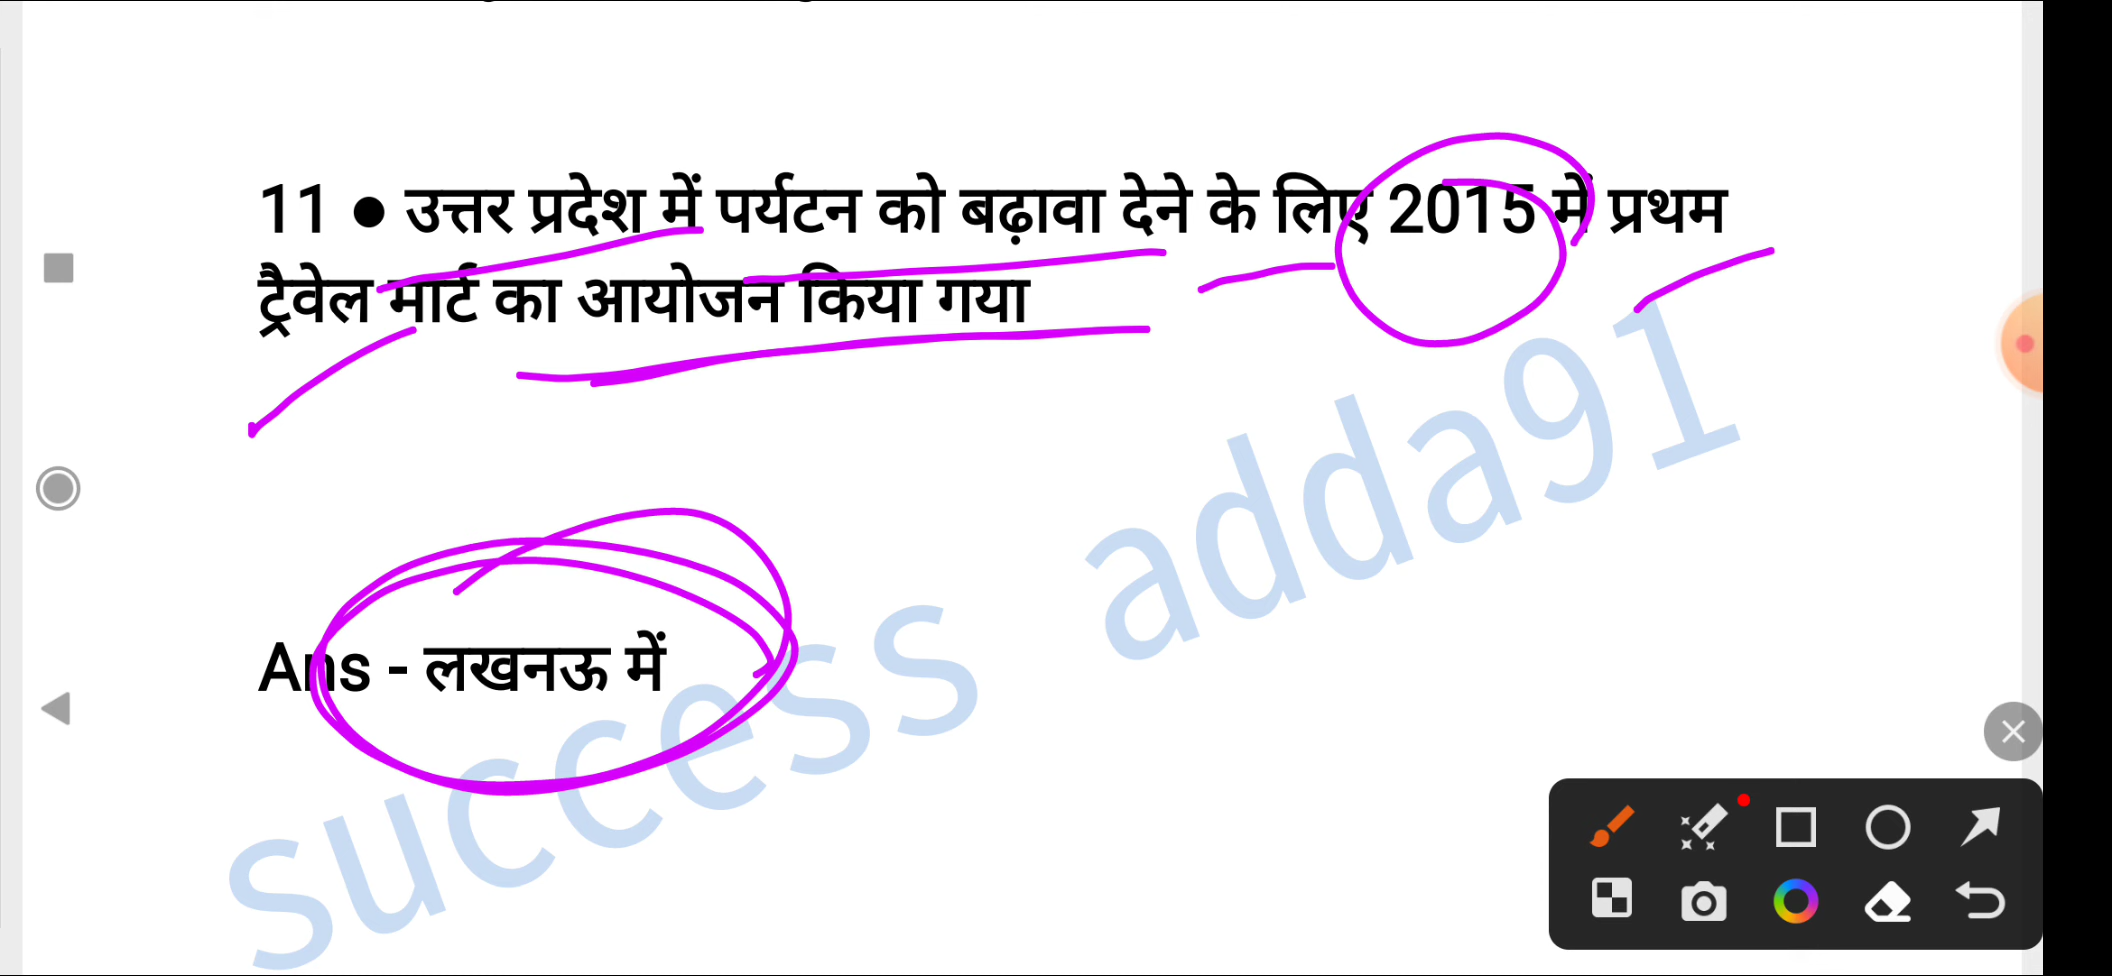 11 ● उत्तर प्रदेश में पर्यटन को बढ़ावा देने के लिए 2015 में प्रथम
ट्रैवेल मार्ट का आयोजन किया गया
Ans - लखनऊ में
success adda91